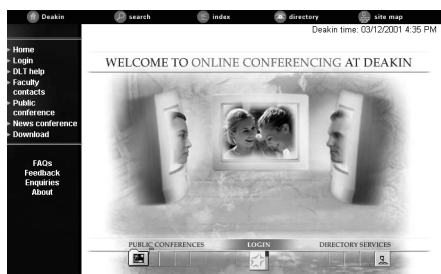 Deakin search index directory site map
Deakin time: 03/12/2001 4:35 PM
Home
Login
DLT help
Faculty
contacts
Public
conference
News conference
Download
FAQs
Feedback
Enquiries
About
WELCOME TO ONLINE CONFERENCING AT DEAKIN
PUBLIC CONFERENCES LOGIN DIRECTORY SERVICES